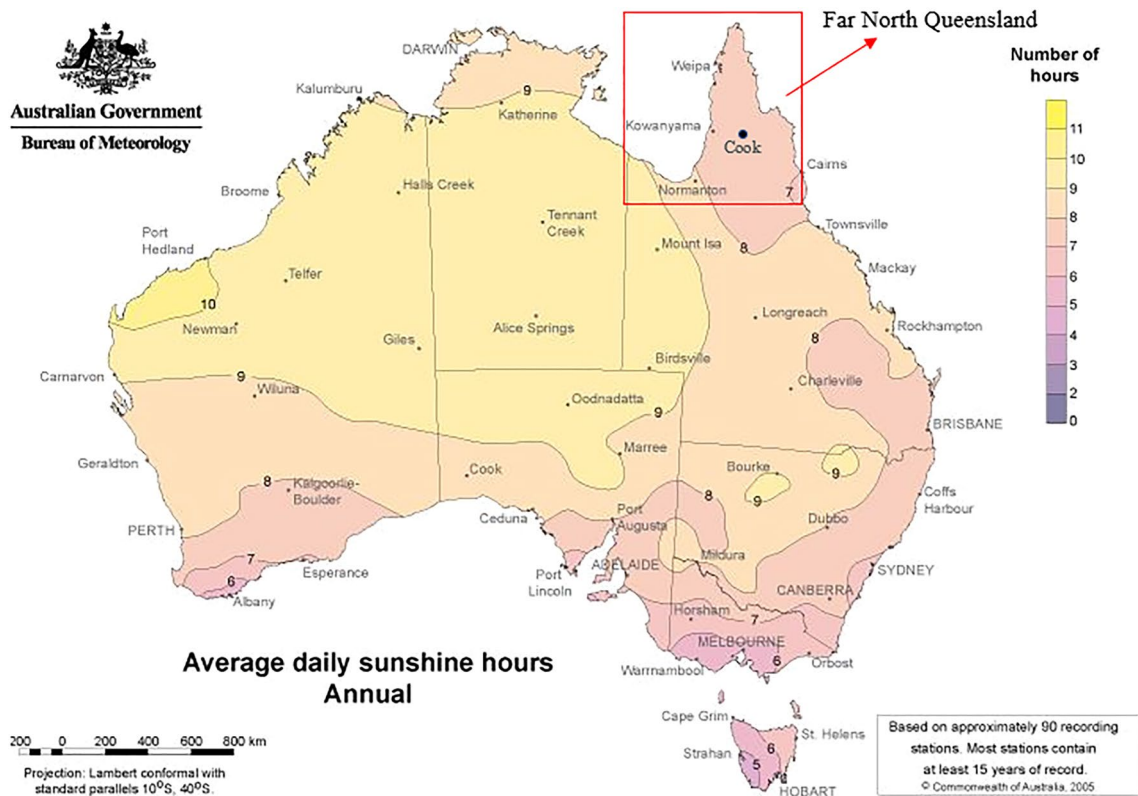 Australian Government
Bureau of Meteorology
Far North Queensland
Number of
hours
11
10
9
8
7
6
5
4
3
2
0
DARWIN
Kalumburu
9
Katherine
Weipa
Kowanyama
Cook
Cairns
Normanton
7
Broome
Halls Creek
Tennant
Creek
Mount Isa
8
Townsville
Port
Hedland
Telfer
Mackay
10
Newman
Giles
Alice Springs
Longreach
8
Rockhampton
Birdsville
Carnarvon
9
Wiluna
Oodnadatta
9
Charleville
BRISBANE
Marree
Geraldton
Cook
Bourke
9
9
8
Kalgoorlie-
Boulder
8
Coffs
Harbour
PERTH
Ceduna
Port
Augusta
Dubbo
7
Esperance
6
Albany
Port
Lincoln
ADELAIDE
Mildura
SYDNEY
CANBERRA
Horsham
7
MELBOURNE
6
Warrnambool
Orbost
Average daily sunshine hours
Annual
Cape Grim
St. Helens
6
Strahan
5
HOBART
200 0 200 400 600 800 km
Projection: Lambert conformal with
standard parallels 10°S, 40°S.
Based on approximately 90 recording
stations. Most stations contain
at least 15 years of record.
© Commonwealth of Australia, 2005